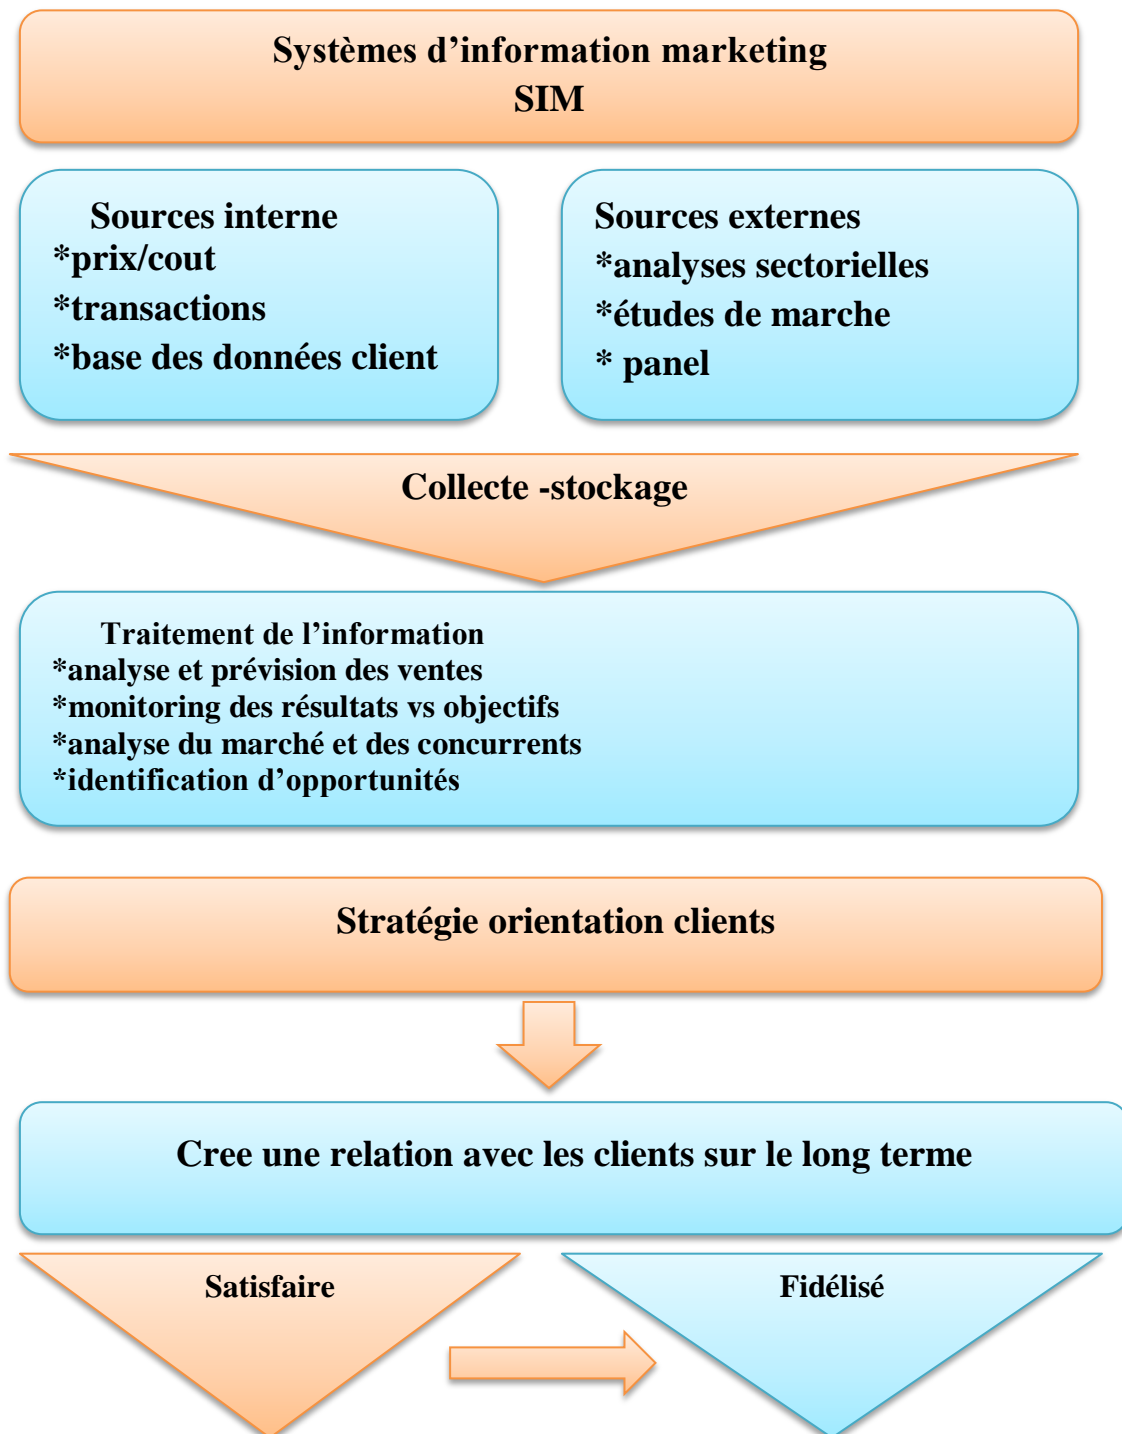 Systèmes d’information marketing
SIM
Sources interne
*prix/cout
*transactions
*base des données client
Sources externes
*analyses sectorielles
*études de marche
* panel
Collecte -stockage
Traitement de l’information
*analyse et prévision des ventes
*monitoring des résultats vs objectifs
*analyse du marché et des concurrents
*identification d’opportunités
Stratégie orientation clients
Cree une relation avec les clients sur le long terme
Satisfaire
Fidélisé